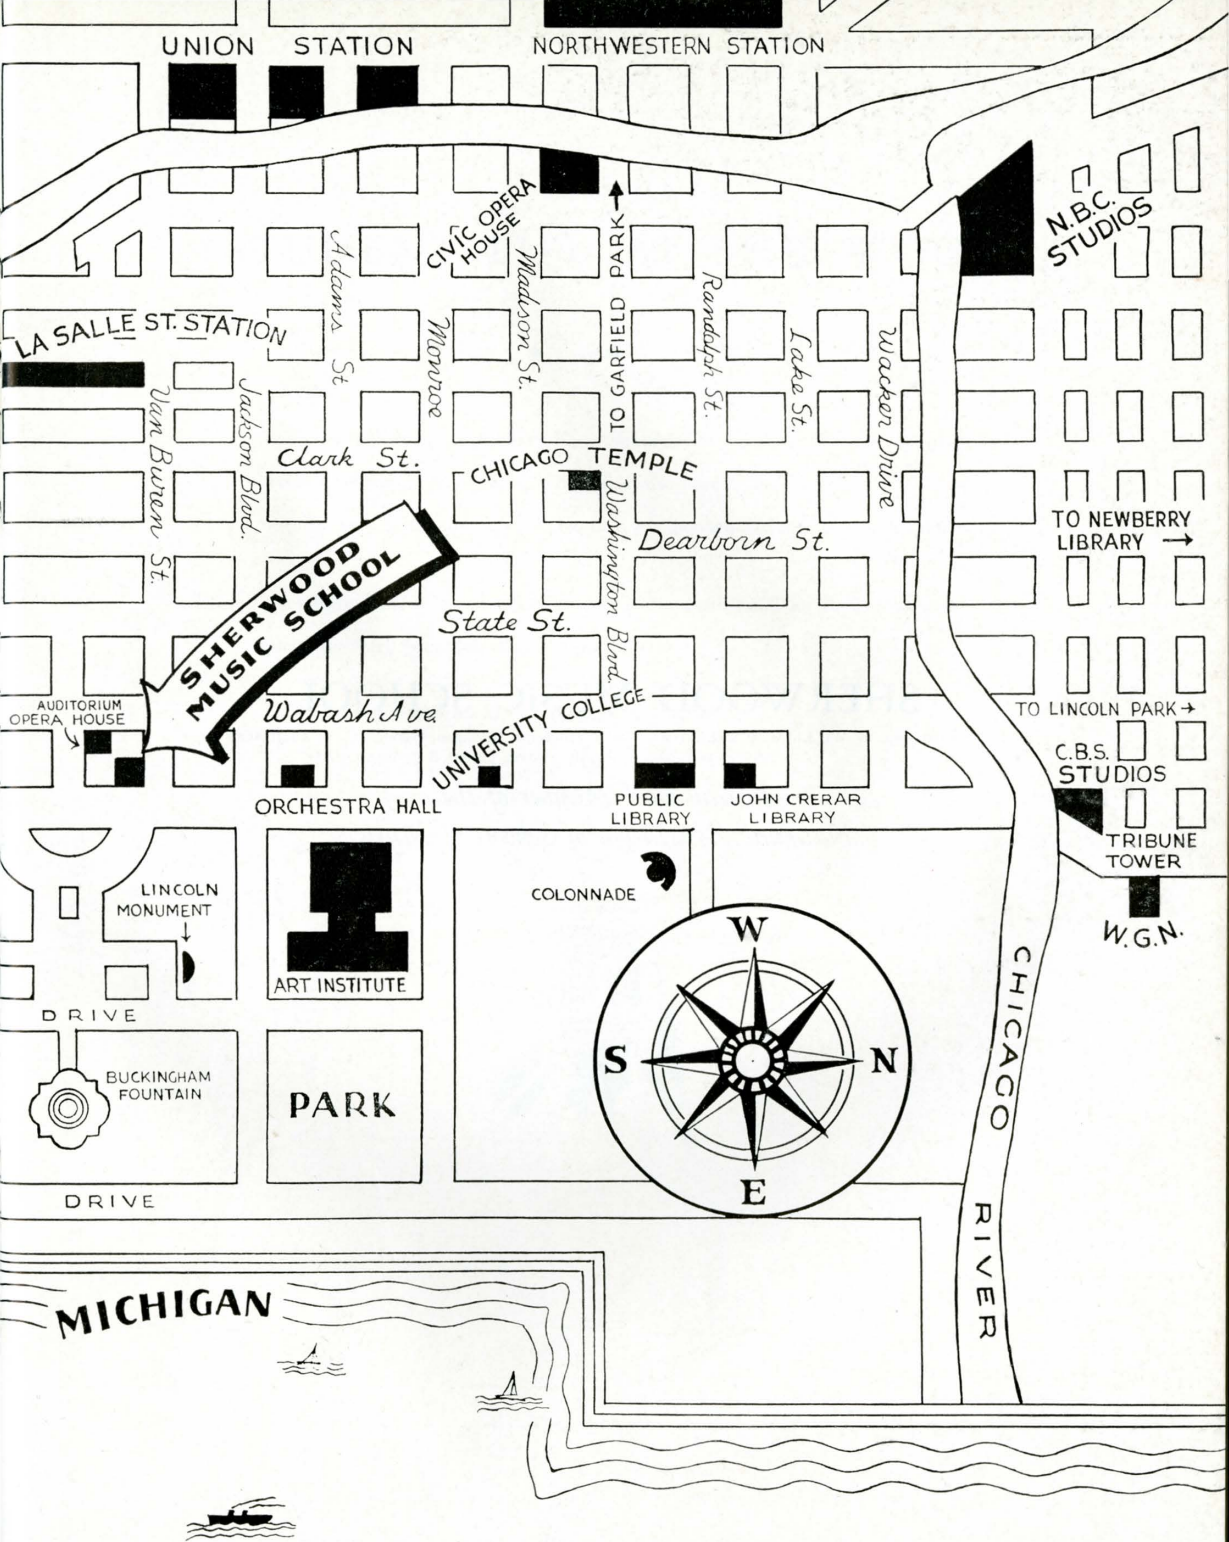 UNION STATION
NORTHWESTERN STATION
CIVIC OPERA
HOUSE
N.B.C.
STUDIOS
TO GARFIELD PARK
Adams St
Madison St.
Randolph St.
LA SALLE ST. STATION
Monroe
Lake St.
Wacker Drive
Van Buren St.
Jackson Blvd.
Clark St.
CHICAGO TEMPLE
Washington Blvd.
Dearborn St.
TO NEWBERRY
LIBRARY
SHERWOOD
MUSIC SCHOOL
State St.
AUDITORIUM
OPERA HOUSE
Wabash Ave.
UNIVERSITY COLLEGE
TO LINCOLN PARK
C.B.S.
STUDIOS
ORCHESTRA HALL
PUBLIC
LIBRARY
JOHN CRERAR
LIBRARY
TRIBUNE
TOWER
LINCOLN
MONUMENT
COLONNADE
W.G.N.
W
S
N
E
ART INSTITUTE
DRIVE
BUCKINGHAM
FOUNTAIN
PARK
CHICAGO RIVER
DRIVE
MICHIGAN